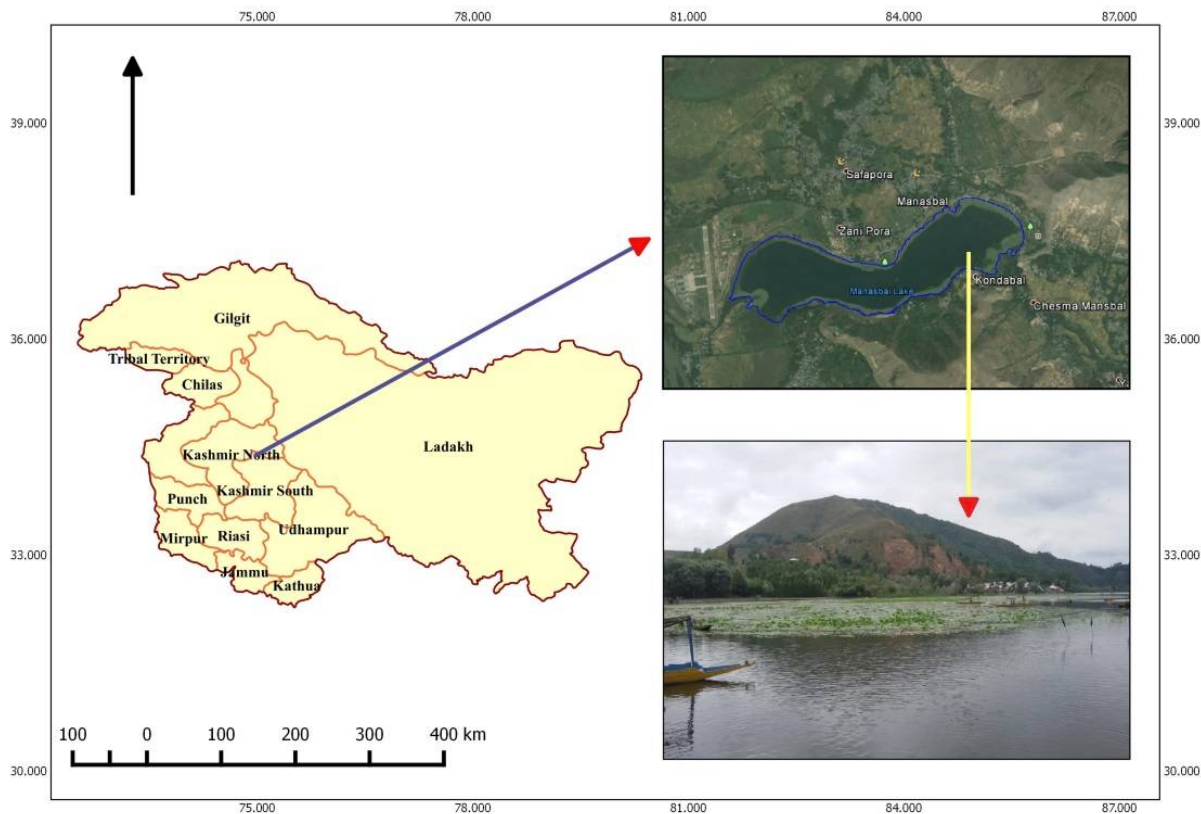 75.000 78.000 81.000 84.000 87.000
39.000 39.000
Safapora
Manasbal
Zani Pora
Kondabal
Manasbal Lake
Chesma Mansbal
Gilgit
36.000 36.000
Tribal Territory
Chilas
Ladakh
Kashmir North
Kashmir South
Punch
Udhampur
Mirpur
Riasi
33.000 33.000
Jammu
Kathua
100 0 100 200 300 400 km
30.000 30.000
75.000 78.000 81.000 84.000 87.000